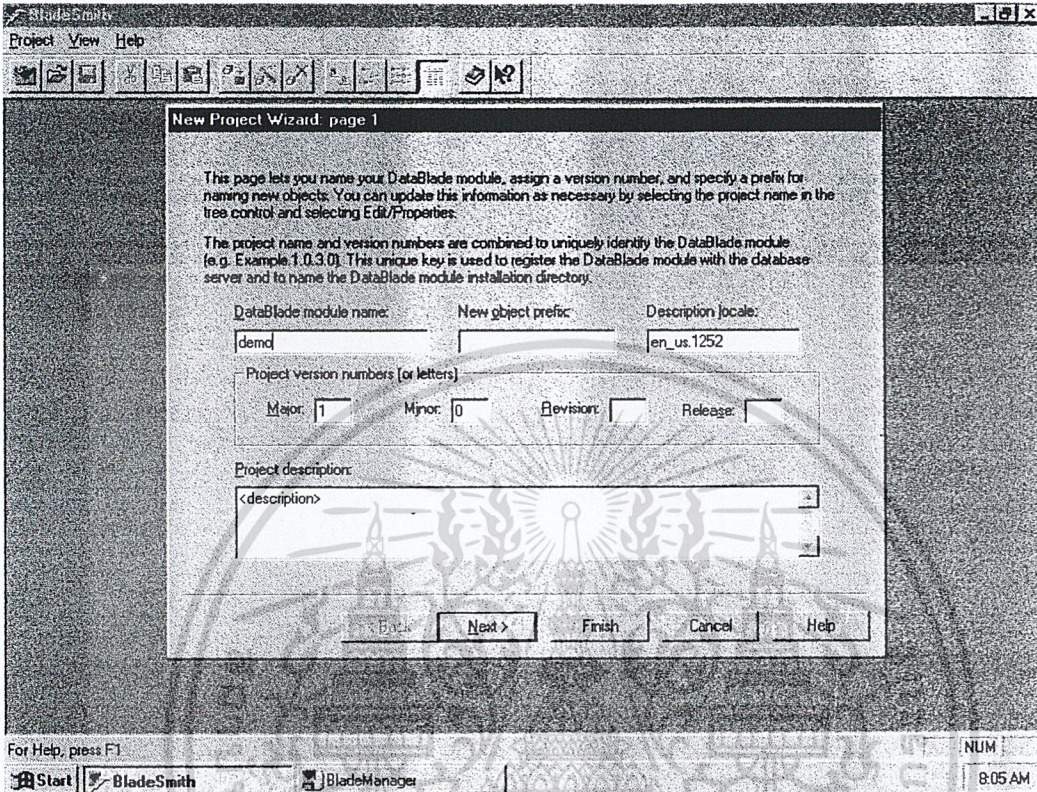 BladeSmith
Project View Help
New Project Wizard: page 1
This page lets you name your DataBlade module, assign a version number, and specify a prefix for
naming new objects. You can update this information as necessary by selecting the project name in the
tree control and selecting Edit/Properties.
The project name and version numbers are combined to uniquely identify the DataBlade module
(e.g. Example.1.0.3.0). This unique key is used to register the DataBlade module with the database
server and to name the DataBlade module installation directory.
DataBlade module name: New object prefix: Description locale:
demo en_us.1252
Project version numbers (or letters)
Major: 1 Minor: 0 Revision: Release:
Project description:
<description>
< Back Next > Finish Cancel Help
For Help, press F1 NUM
Start BladeSmith BladeManager 8:05 AM